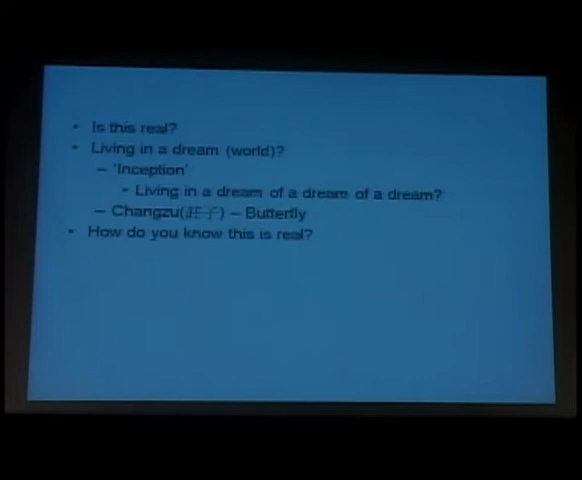 • Is this real?
• Living in a dream (world)?
– 'Inception'
• Living in a dream of a dream of a dream?
– Changzu(莊子) – Butterfly
• How do you know this is real?